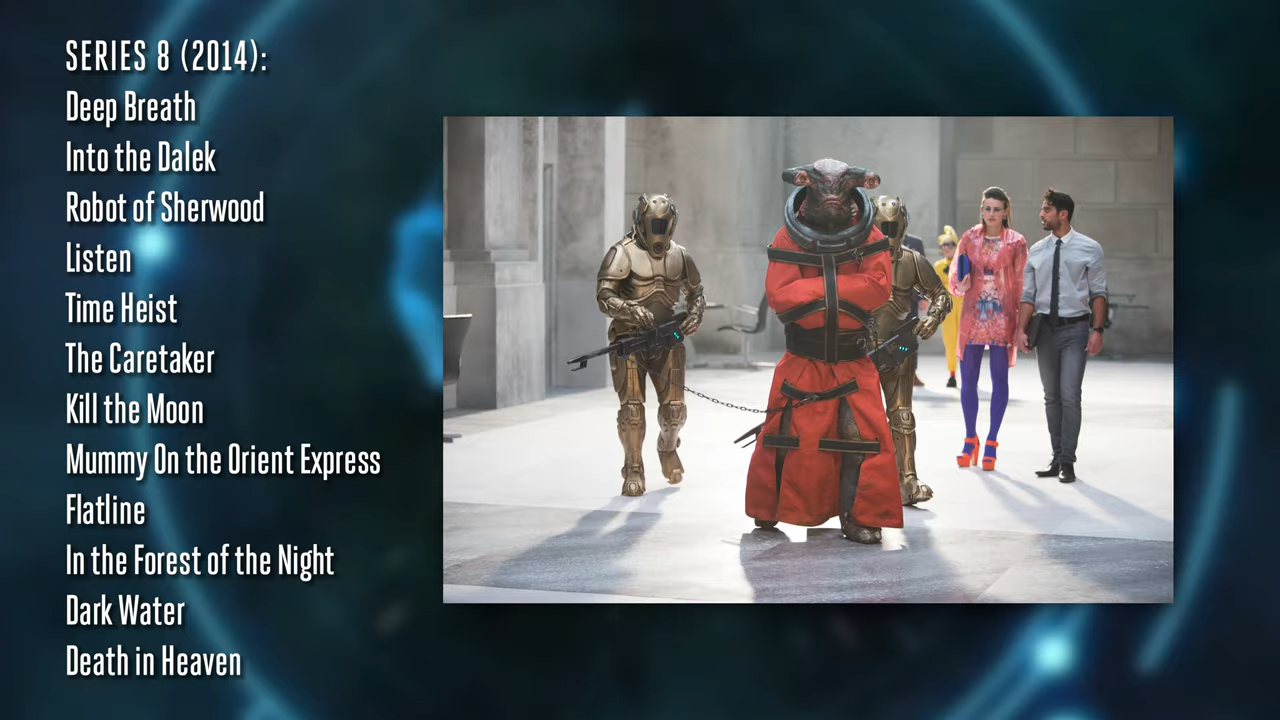 SERIES 8 (2014):
Deep Breath
Into the Dalek
Robot of Sherwood
Listen
Time Heist
The Caretaker
Kill the Moon
Mummy On the Orient Express
Flatline
In the Forest of the Night
Dark Water
Death in Heaven